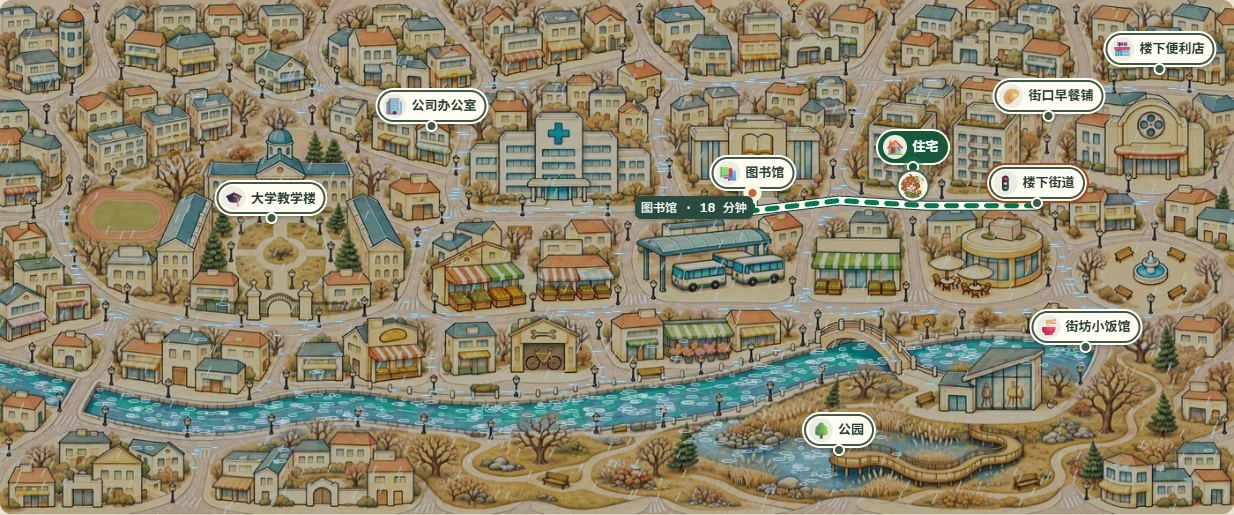 楼下便利店
街口早餐铺
公司办公室
住宅
图书馆
楼下街道
大学教学楼
图书馆 · 18 分钟
街坊小饭馆
公园